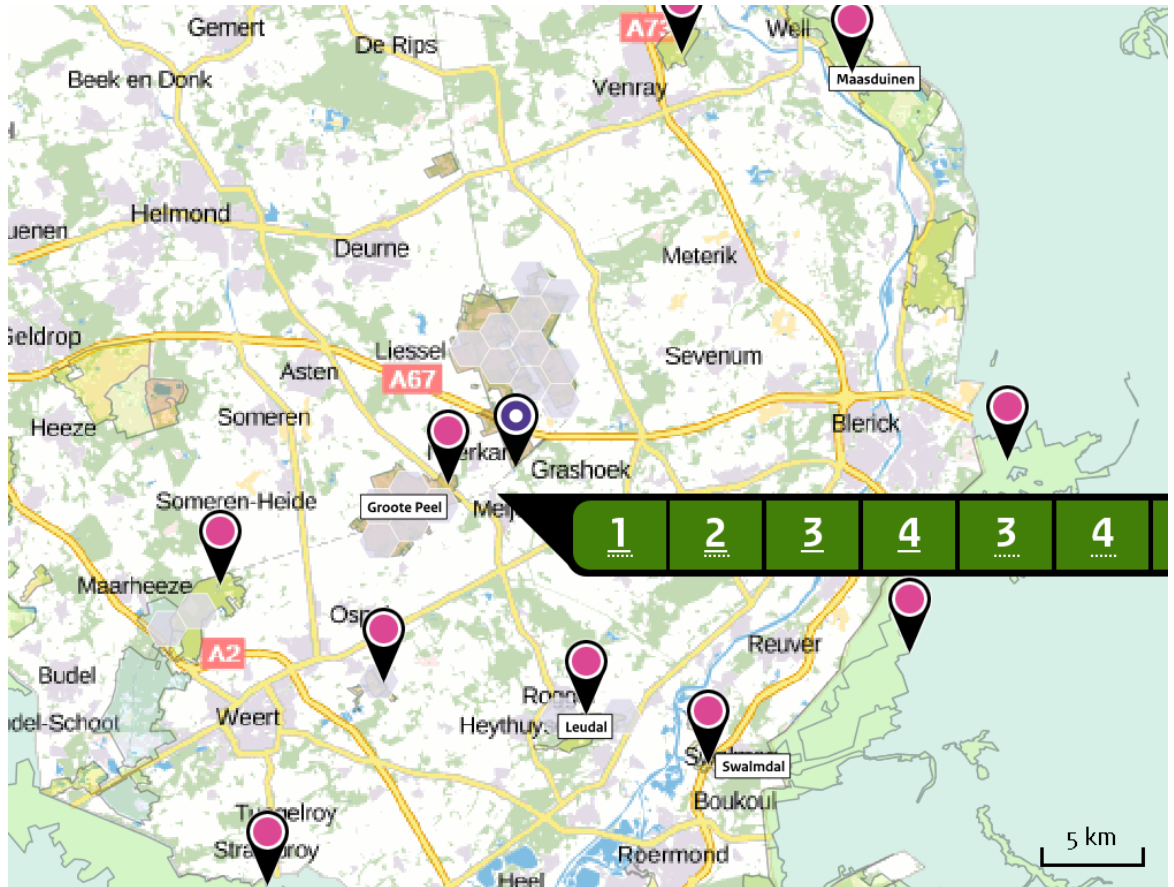 Gemert
A73
Well
De Rips
Beek en Donk
Maasduinen
Venray
Helmond
Deurne
Meterik
Geldrop
Liessel
Sevenum
Asten
A67
Someren
Heeze
Blerick
Grashoek
Someren-Heide
Groote Peel
1 2 3 4 3 4
Maarheeze
A2
Reuver
Budel
Weert
Heythuy.
Leudal
Swalmdal
Boukoul
5 km
Roermond
Heel